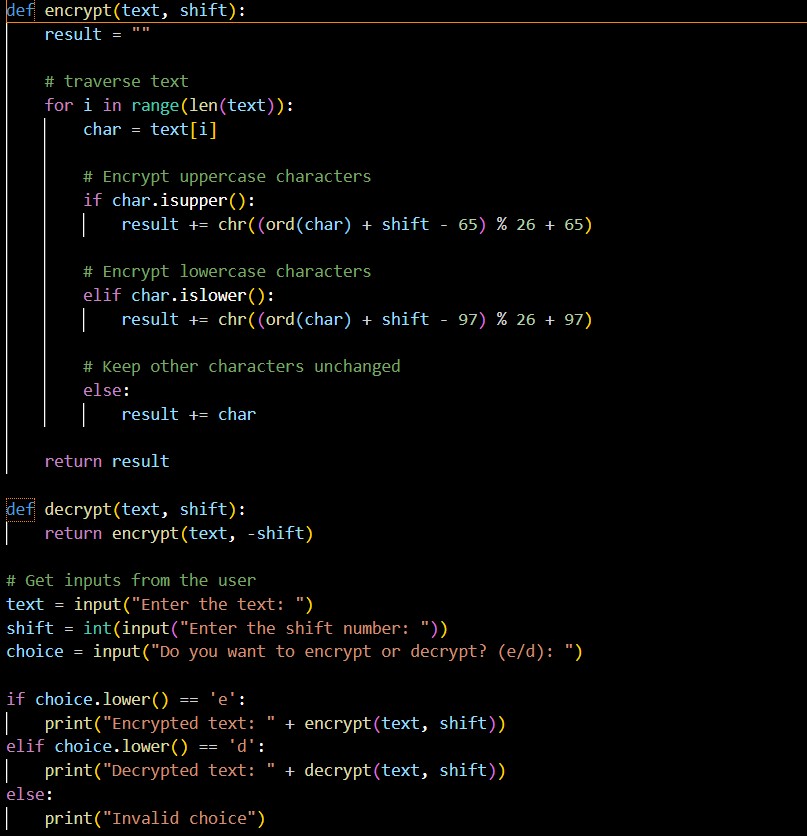 def encrypt(text, shift):
    result = ""

    # traverse text
    for i in range(len(text)):
        char = text[i]

        # Encrypt uppercase characters
        if char.isupper():
            result += chr((ord(char) + shift - 65) % 26 + 65)

        # Encrypt lowercase characters
        elif char.islower():
            result += chr((ord(char) + shift - 97) % 26 + 97)

        # Keep other characters unchanged
        else:
            result += char

    return result

def decrypt(text, shift):
    return encrypt(text, -shift)

# Get inputs from the user
text = input("Enter the text: ")
shift = int(input("Enter the shift number: "))
choice = input("Do you want to encrypt or decrypt? (e/d): ")

if choice.lower() == 'e':
    print("Encrypted text: " + encrypt(text, shift))
elif choice.lower() == 'd':
    print("Decrypted text: " + decrypt(text, shift))
else:
    print("Invalid choice")